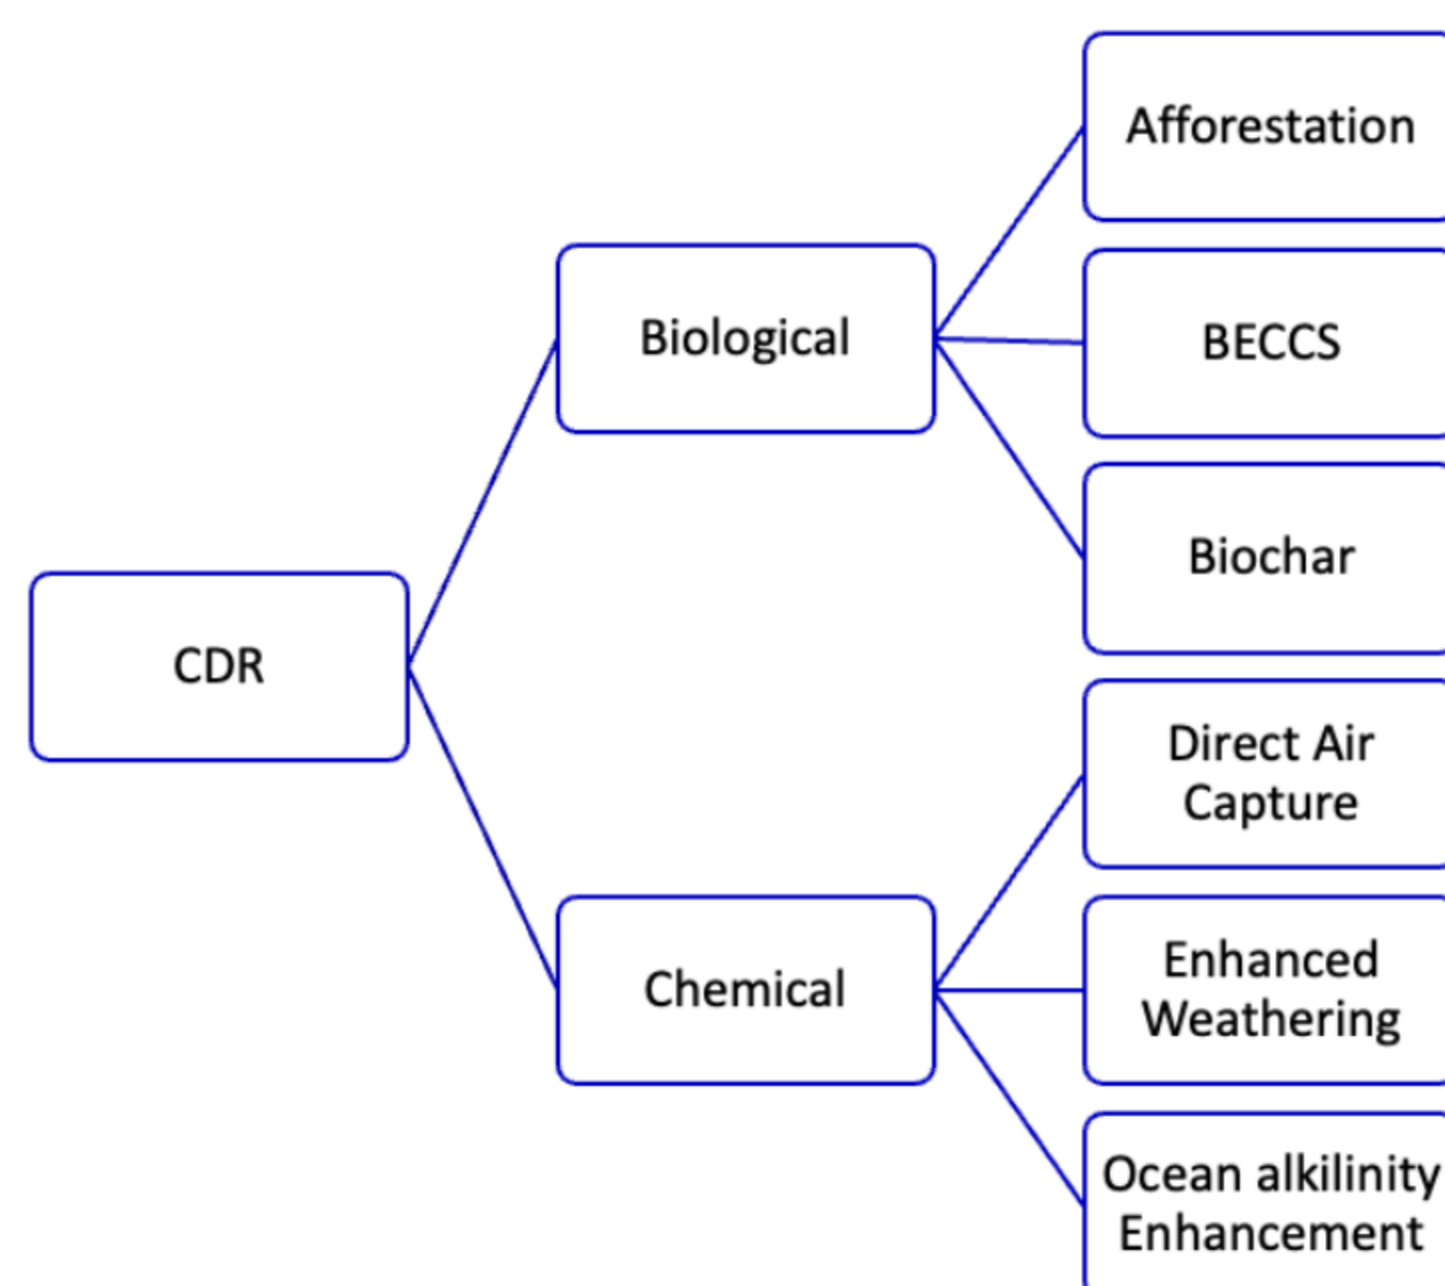 Afforestation
Biological
BECCS
Biochar
CDR
Direct Air
Capture
Chemical
Enhanced
Weathering
Ocean alkilinity
Enhancement